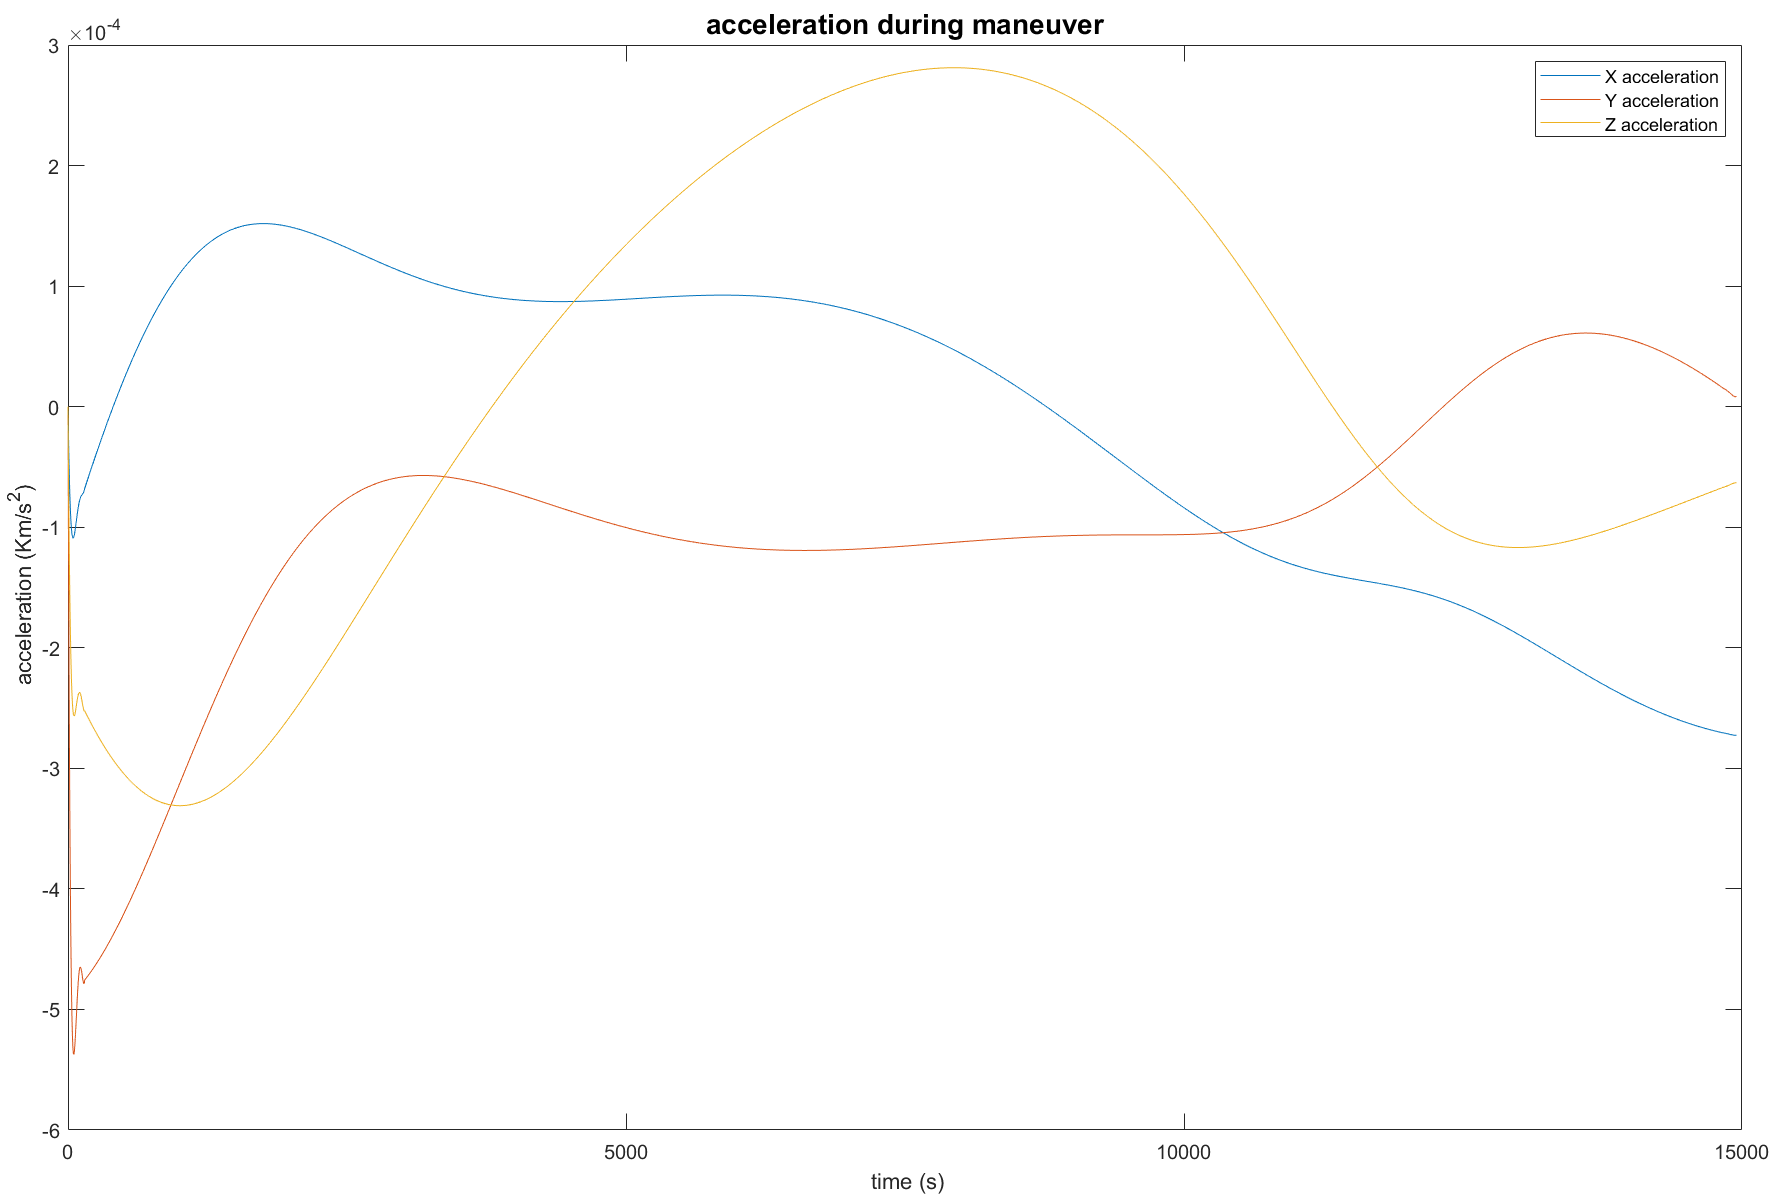 acceleration during maneuver
×10-4
X acceleration
Y acceleration
Z acceleration
3
2
1
0
-1
-2
-3
-4
-5
-6
acceleration (Km/s2)
0 5000 10000 15000
time (s)